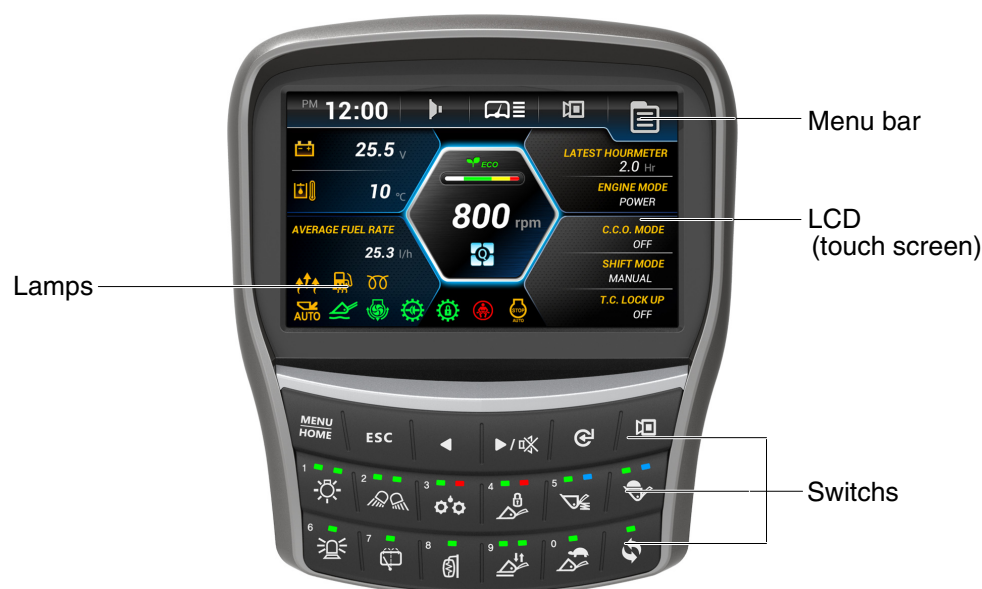 PM 12:00
Menu bar
25.5 V
ECO
LATEST HOURMETER
2.0 Hr
10 °C
ENGINE MODE
POWER
800 rpm
LCD
(touch screen)
AVERAGE FUEL RATE
25.3 l/h
C.C.O. MODE
OFF
Q
SHIFT MODE
MANUAL
Lamps
T.C. LOCK UP
OFF
AUTO
STOP
AUTO
MENU
HOME
ESC
/
1
2
3
4
5
Switchs
6
7
8
9
0